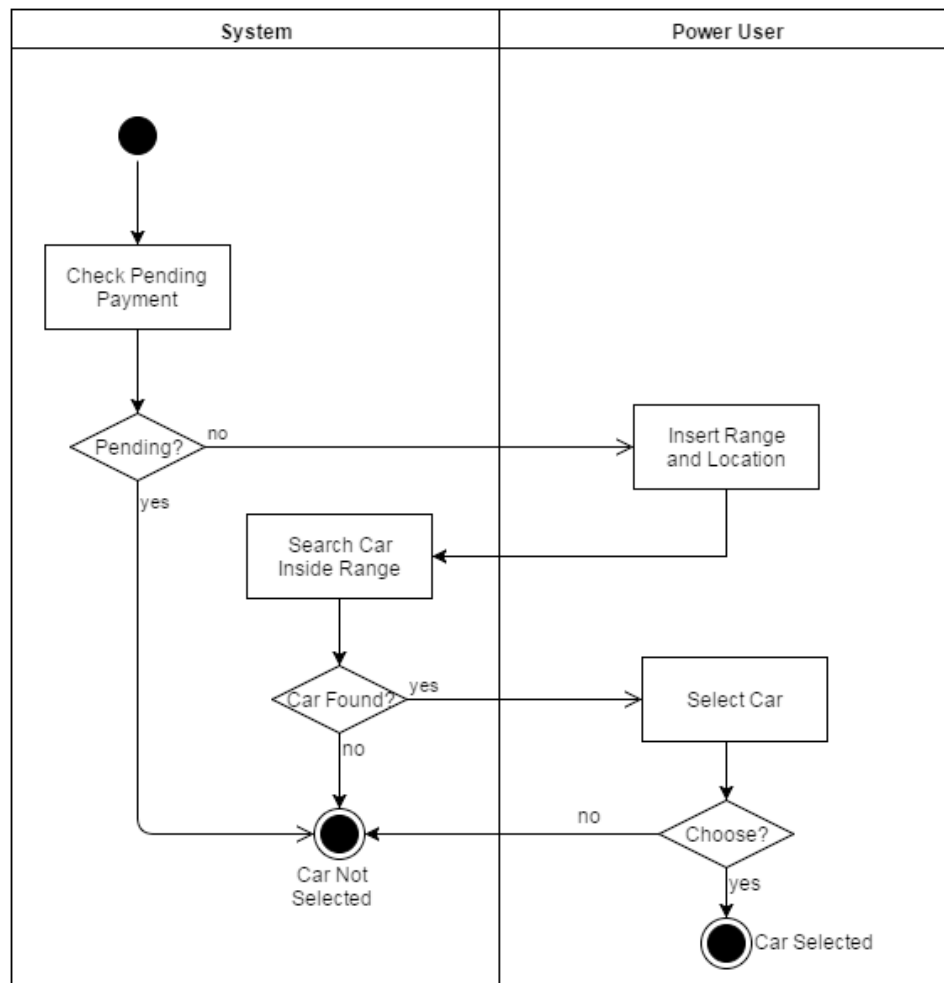 System
Power User
Check Pending
Payment
Pending?
no
yes
Insert Range
and Location
Search Car
Inside Range
Car Found?
yes
no
Select Car
Choose?
no
yes
Car Not
Selected
Car Selected